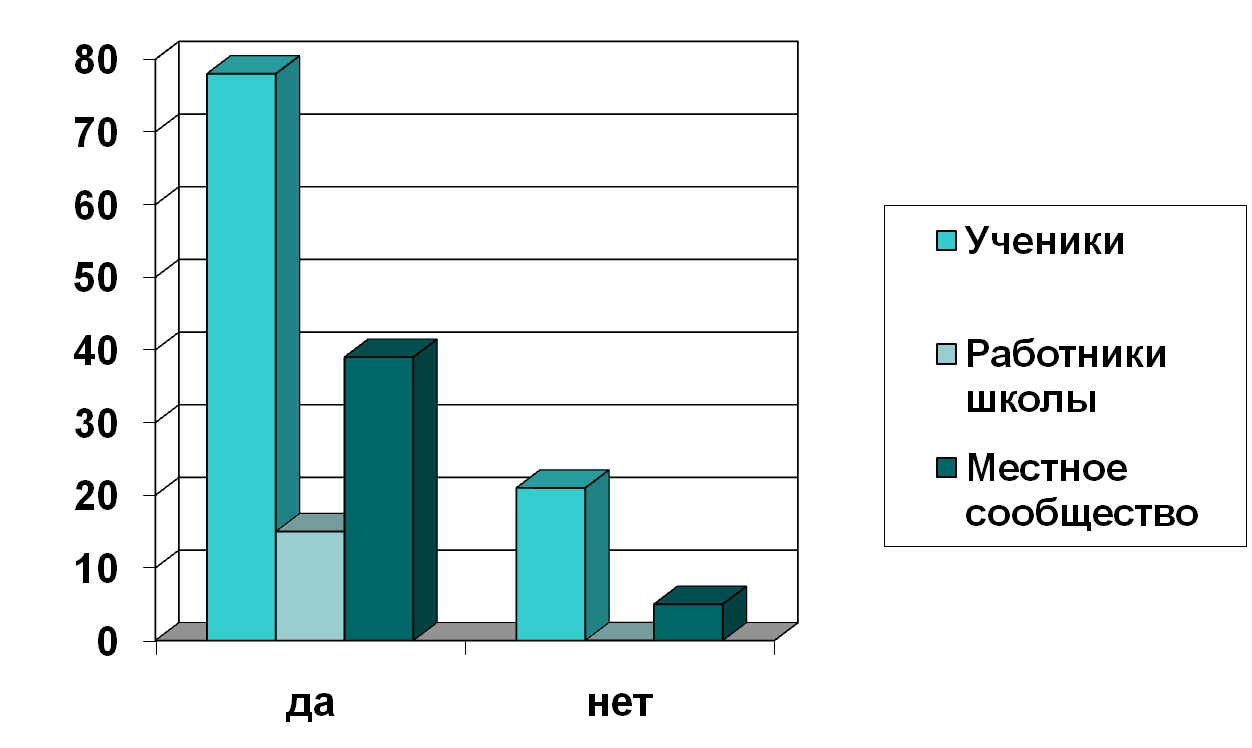 80
70
60
50
40
30
20
10
0
да
нет
Ученики
Работники
школы
Местное
сообщество